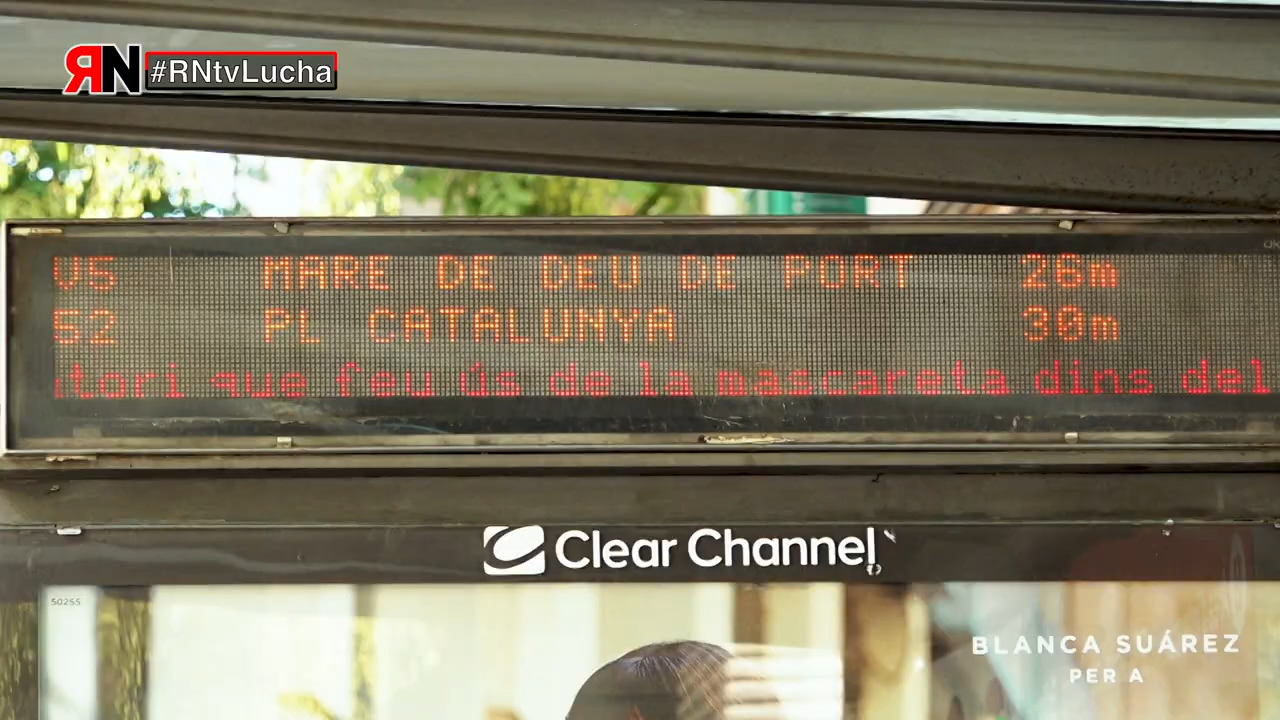 RN #RNtvLucha
V5 MARE DE DEU DE PORT 26m
52 PL CATALUNYA 30m
itori que feu ús de la mascareta dins del
Clear Channel
50255
BLANCA SUÁREZ
PER A